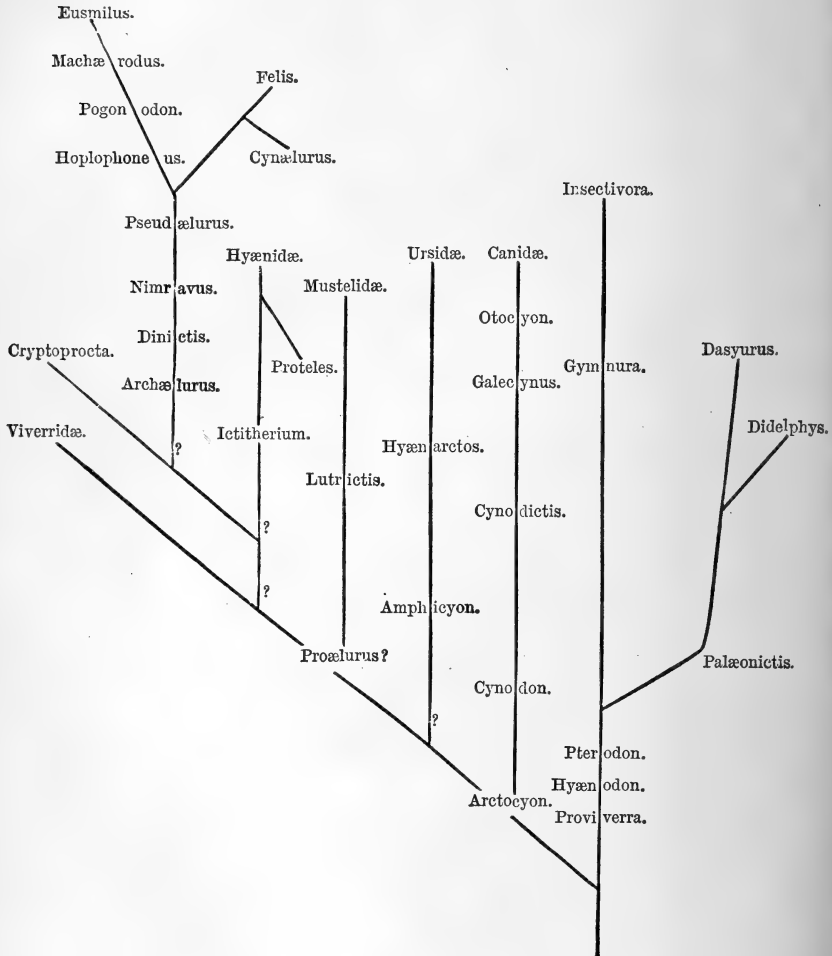 Eusmilus.
Machærodus.
Felis.
Pogonodon.
Hoplophoneus.
Cynælurus.
Insectivora.
Pseudælurus.
Hyænidæ.
Ursidæ.
Canidæ.
Nimravus.
Mustelidæ.
Otocyon.
Dinictis.
Cryptoprocta.
Proteles.
Gymnura.
Dasyurus.
Archælurus.
Galecynus.
Viverridæ.
Ictitherium.
Didelphys.
?
Hyænarctos.
Lutrictis.
Cynodictis.
?
?
Amphicyon.
Proælurus?
Palæonictis.
Cynodon.
?
Pterodon.
Hyænodon.
Arctocyon.
Proviverra.